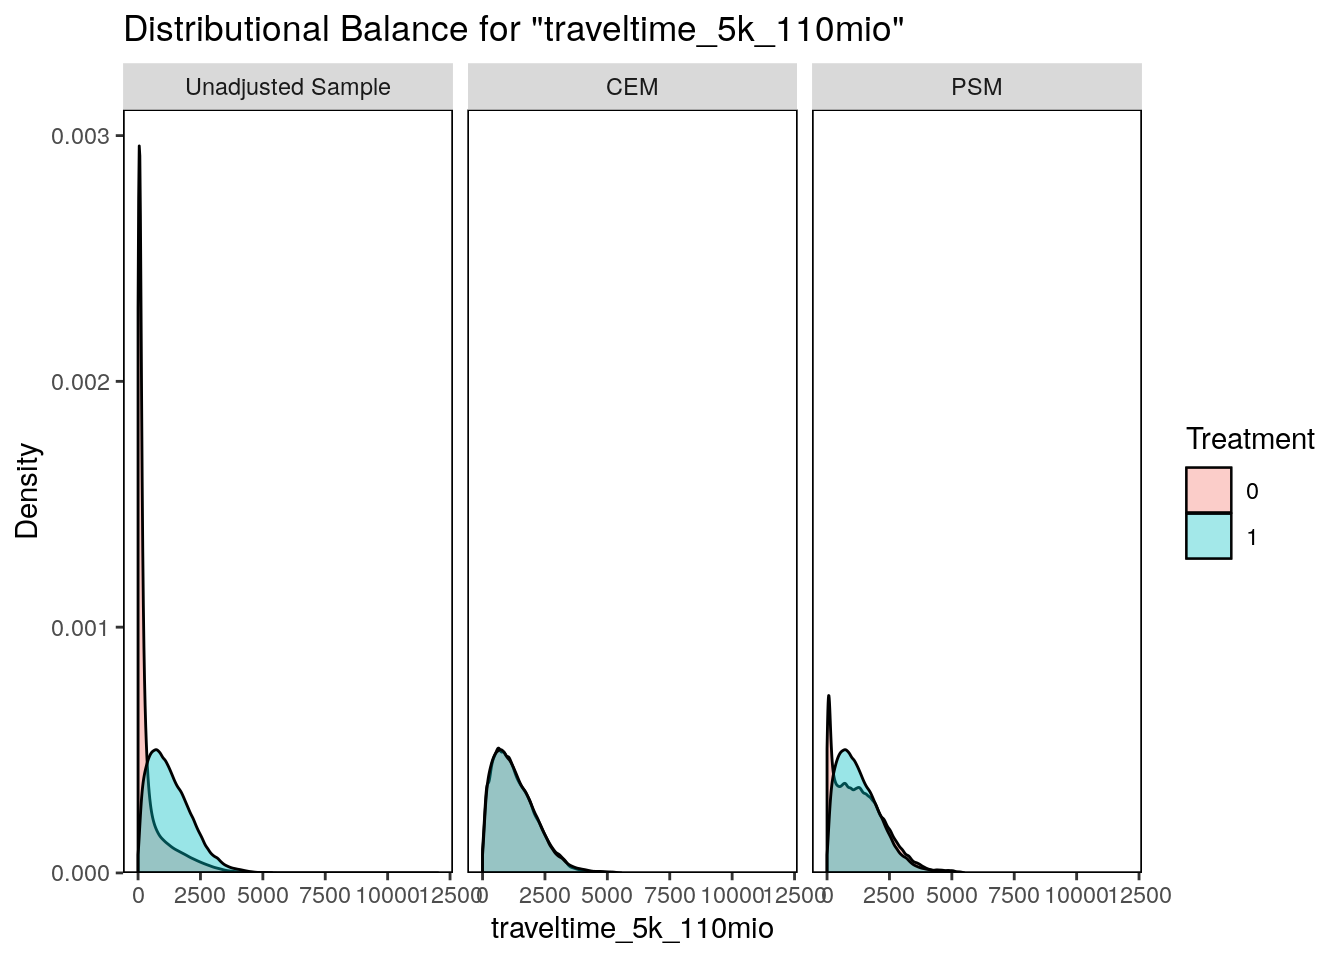 Distributional Balance for "traveltime_5k_110mio"
Unadjusted Sample
CEM
PSM
0.003
0.002
0.001
0.000
Density
0 2500 5000 7500 10000 12500
0 2500 5000 7500 10000 12500
0 2500 5000 7500 10000 12500
traveltime_5k_110mio
Treatment
0
1